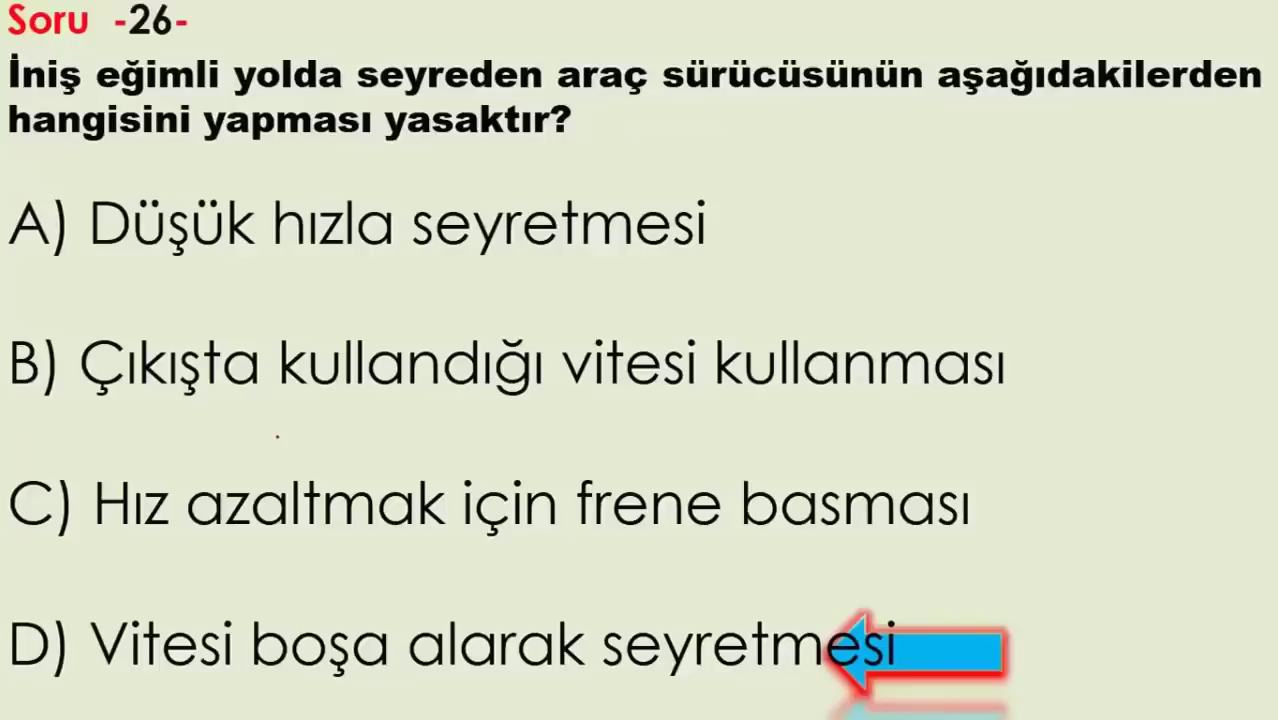 Soru -26-
İniş eğimli yolda seyreden araç sürücüsünün aşağıdakilerden
hangisini yapması yasaktır?
A) Düşük hızla seyretmesi
B) Çıkışta kullandığı vitesi kullanması
C) Hız azaltmak için frene basması
D) Vitesi boşa alarak seyretmesi